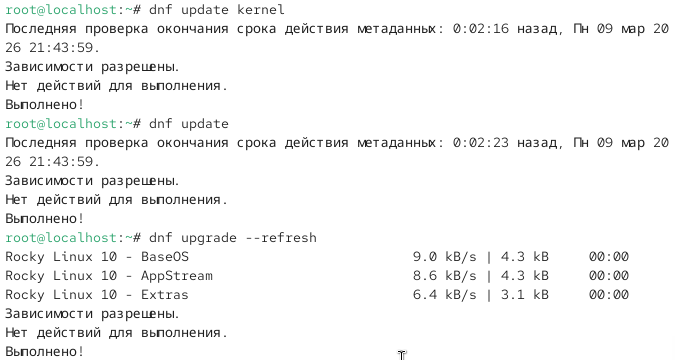 root@localhost:~# dnf update kernel
Последняя проверка окончания срока действия метаданных: 0:02:16 назад, Пн 09 мар 20
26 21:43:59.
Зависимости разрешены.
Нет действий для выполнения.
Выполнено!
root@localhost:~# dnf update
Последняя проверка окончания срока действия метаданных: 0:02:23 назад, Пн 09 мар 20
26 21:43:59.
Зависимости разрешены.
Нет действий для выполнения.
Выполнено!
root@localhost:~# dnf upgrade --refresh
Rocky Linux 10 - BaseOS 9.0 kB/s | 4.3 kB 00:00
Rocky Linux 10 - AppStream 8.6 kB/s | 4.3 kB 00:00
Rocky Linux 10 - Extras 6.4 kB/s | 3.1 kB 00:00
Зависимости разрешены.
Нет действий для выполнения.
Выполнено!